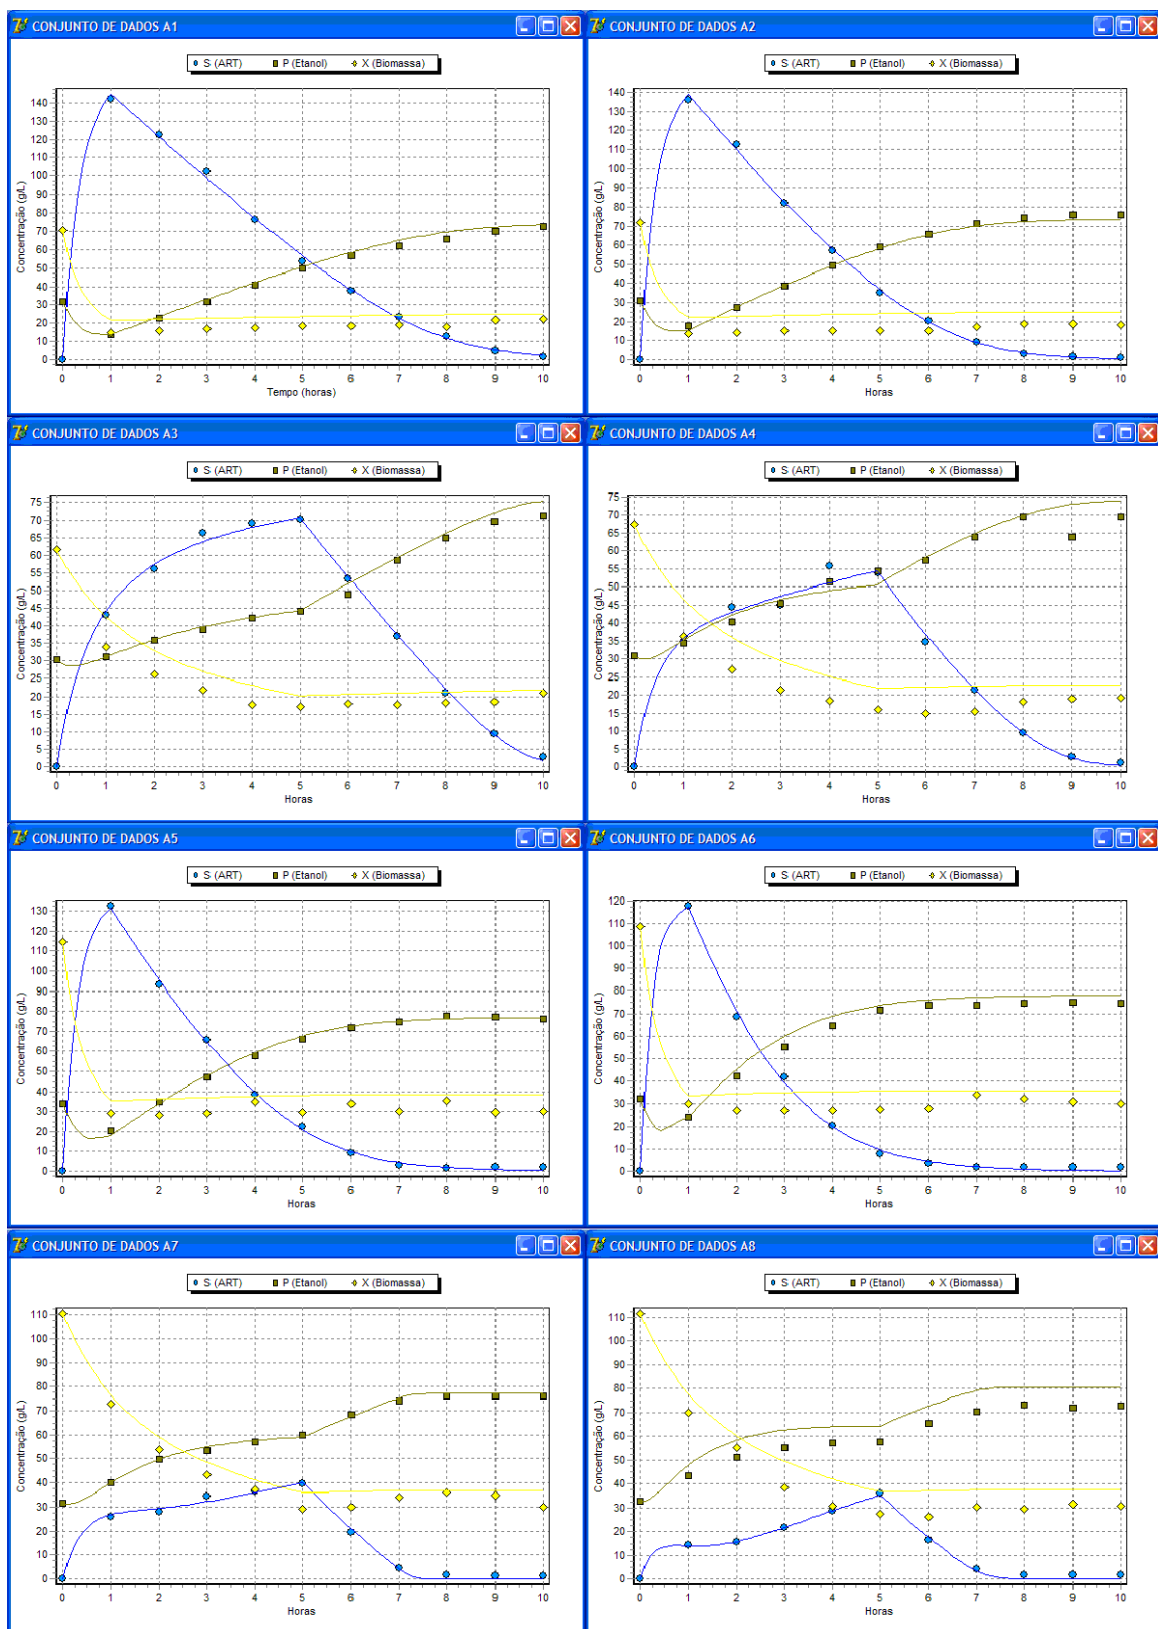 CONJUNTO DE DADOS A1
S (ART) P (Etanol) X (Biomassa)
Concentração (g/L)
140
130
120
110
100
90
80
70
60
50
40
30
20
10
0
0 1 2 3 4 5 6 7 8 9 10
Tempo (horas)
CONJUNTO DE DADOS A2
S (ART) P (Etanol) X (Biomassa)
Concentração (g/L)
140
130
120
110
100
90
80
70
60
50
40
30
20
10
0
0 1 2 3 4 5 6 7 8 9 10
Horas
CONJUNTO DE DADOS A3
S (ART) P (Etanol) X (Biomassa)
Concentração (g/L)
75
70
65
60
55
50
45
40
35
30
25
20
15
10
5
0
0 1 2 3 4 5 6 7 8 9 10
Horas
CONJUNTO DE DADOS A4
S (ART) P (Etanol) X (Biomassa)
Concentração (g/L)
75
70
65
60
55
50
45
40
35
30
25
20
15
10
5
0
0 1 2 3 4 5 6 7 8 9 10
Horas
CONJUNTO DE DADOS A5
S (ART) P (Etanol) X (Biomassa)
Concentração (g/L)
130
120
110
100
90
80
70
60
50
40
30
20
10
0
0 1 2 3 4 5 6 7 8 9 10
Horas
CONJUNTO DE DADOS A6
S (ART) P (Etanol) X (Biomassa)
Concentração (g/L)
120
110
100
90
80
70
60
50
40
30
20
10
0
0 1 2 3 4 5 6 7 8 9 10
Horas
CONJUNTO DE DADOS A7
S (ART) P (Etanol) X (Biomassa)
Concentração (g/L)
110
100
90
80
70
60
50
40
30
20
10
0
0 1 2 3 4 5 6 7 8 9 10
Horas
CONJUNTO DE DADOS A8
S (ART) P (Etanol) X (Biomassa)
Concentração (g/L)
110
100
90
80
70
60
50
40
30
20
10
0
0 1 2 3 4 5 6 7 8 9 10
Horas